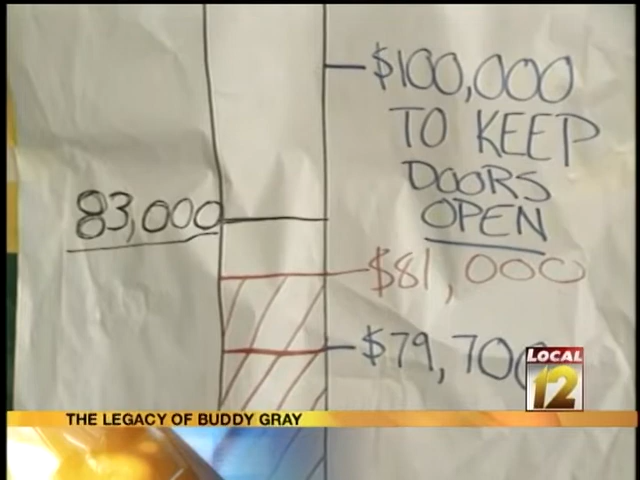 $100,000
TO KEEP
DOORS
OPEN
83,000
$81,000
$79,700
LOCAL
12
THE LEGACY OF BUDDY GRAY